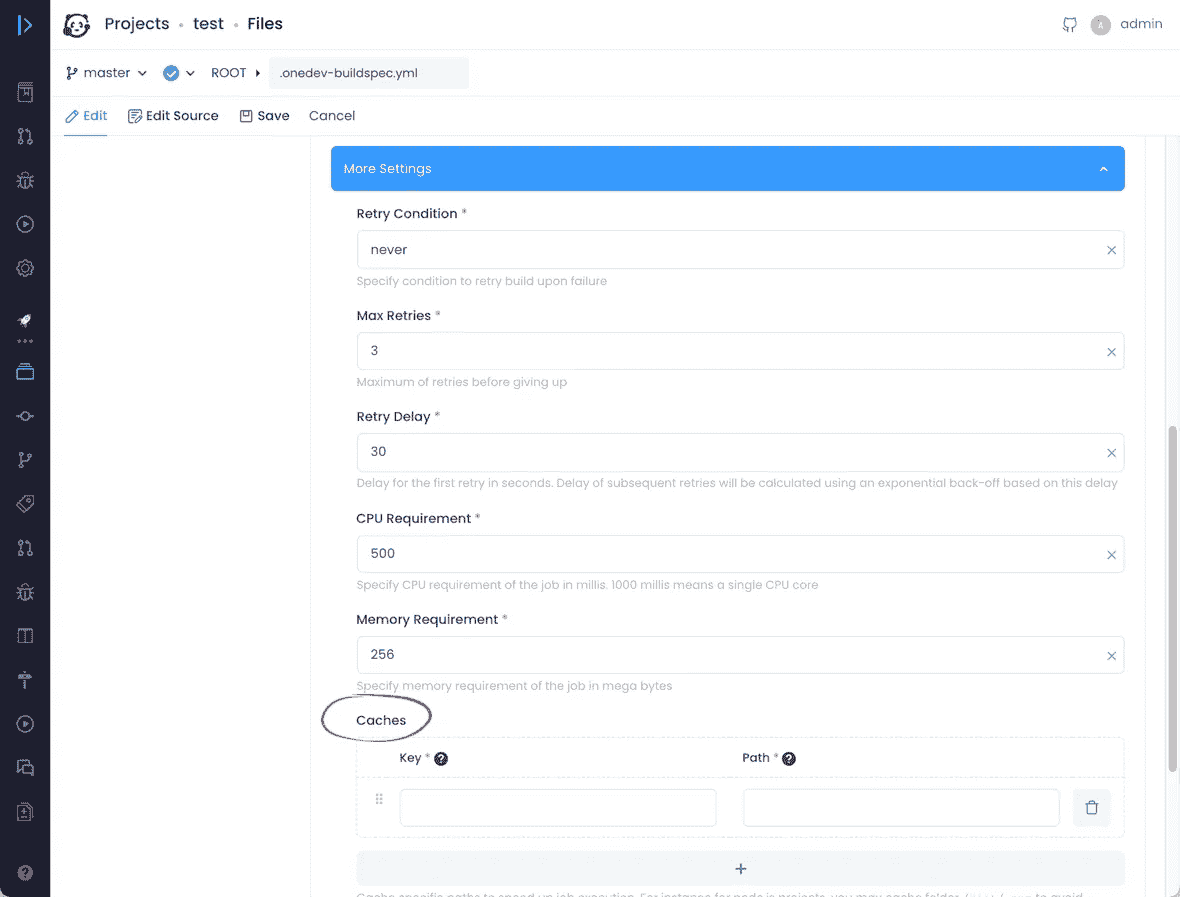 Projects test Files
A admin
master ROOT .onedev-buildspec.yml
Edit Edit Source Save Cancel
More Settings
Retry Condition *
never
Specify condition to retry build upon failure
Max Retries *
3
Maximum of retries before giving up
Retry Delay *
30
Delay for the first retry in seconds. Delay of subsequent retries will be calculated using an exponential back-off based on this delay
CPU Requirement *
500
Specify CPU requirement of the job in millis. 1000 millis means a single CPU core
Memory Requirement *
256
Specify memory requirement of the job in mega bytes
Caches
Key * ? Path * ?
+
Cache specific paths to speed up job execution. For instance for node.js projects, you may cache folder to avoid